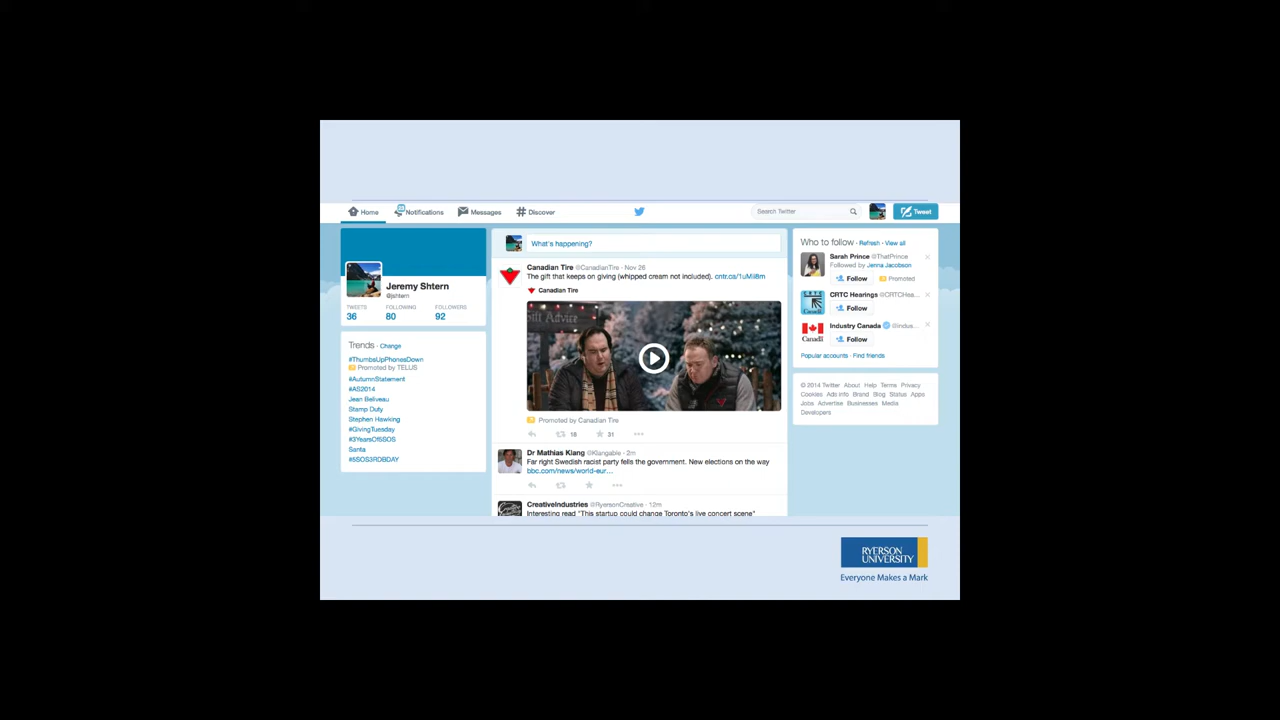 Home Notifications Messages Discover Search Twitter Tweet
Jeremy Shtern
@jshtern
TWEETS FOLLOWING FOLLOWERS
36 80 92
Trends · Change
#ThumbsUpPhonesDown
Promoted by TELUS
#AutumnStatement
#AS2014
Jean Beliveau
Stamp Duty
Stephen Hawking
#GivingTuesday
#3YearsOf5SOS
Santa
#5SOS3RDBDAY
What's happening?
Canadian Tire @CanadianTire · Nov 26
The gift that keeps on giving (whipped cream not included). cntr.ca/1uMil8m
Canadian Tire
Advice
Promoted by Canadian Tire
18 31
Dr Mathias Klang @Klangable · 2m
Far right Swedish racist party fells the government. New elections on the way
bbc.com/news/world-eur...
CreativeIndustries @RyersonCreative · 12m
Interesting read "This startup could change Toronto's live concert scene"
Who to follow · Refresh · View all
Sarah Prince @ThatPrince
Followed by Jenna Jacobson
Follow Promoted
CRTC Hearings @CRTCHea...
Follow
Industry Canada @indus...
Canada Follow
Popular accounts · Find friends
© 2014 Twitter About Help Terms Privacy
Cookies Ads info Brand Blog Status Apps
Jobs Advertise Businesses Media
Developers
RYERSON
UNIVERSITY
Everyone Makes a Mark